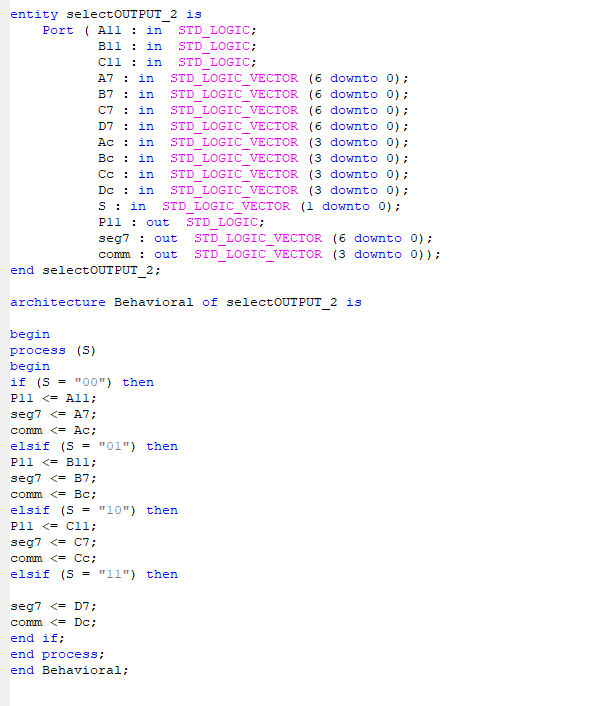 entity selectOUTPUT_2 is
Port ( A11 : in STD_LOGIC;
B11 : in STD_LOGIC;
C11 : in STD_LOGIC;
A7 : in STD_LOGIC_VECTOR (6 downto 0);
B7 : in STD_LOGIC_VECTOR (6 downto 0);
C7 : in STD_LOGIC_VECTOR (6 downto 0);
D7 : in STD_LOGIC_VECTOR (6 downto 0);
Ac : in STD_LOGIC_VECTOR (3 downto 0);
Bc : in STD_LOGIC_VECTOR (3 downto 0);
Cc : in STD_LOGIC_VECTOR (3 downto 0);
Dc : in STD_LOGIC_VECTOR (3 downto 0);
S : in STD_LOGIC_VECTOR (1 downto 0);
P11 : out STD_LOGIC;
seg7 : out STD_LOGIC_VECTOR (6 downto 0);
comm : out STD_LOGIC_VECTOR (3 downto 0));
end selectOUTPUT_2;
architecture Behavioral of selectOUTPUT_2 is
begin
process (S)
begin
if (S = "00") then
P11 <= A11;
seg7 <= A7;
comm <= Ac;
elsif (S = "01") then
P11 <= B11;
seg7 <= B7;
comm <= Bc;
elsif (S = "10") then
P11 <= C11;
seg7 <= C7;
comm <= Cc;
elsif (S = "11") then
seg7 <= D7;
comm <= Dc;
end if;
end process;
end Behavioral;